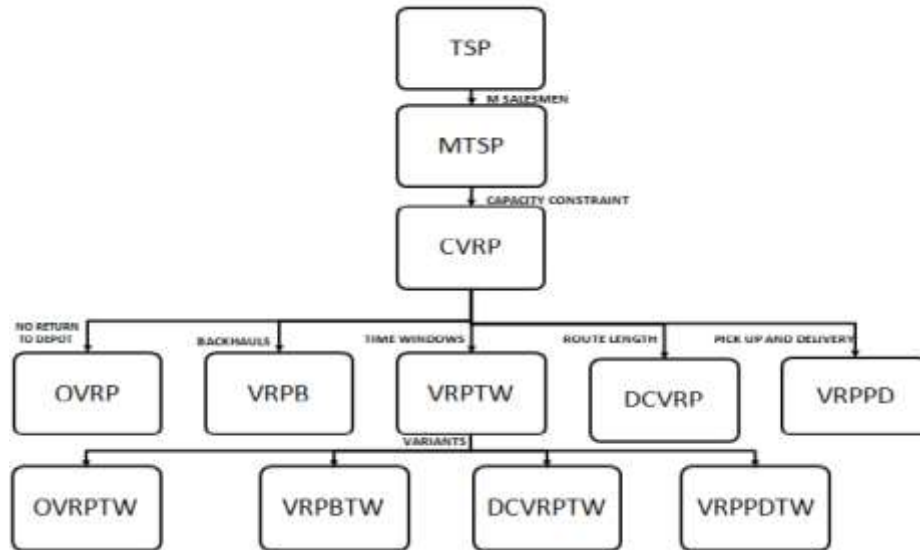 TSP
M SALESMEN
MTSP
CAPACITY CONSTRAINT
CVRP
NO RETURN
TO DEPOT
BACKHAULS
TIME WINDOWS
ROUTE LENGTH
PICK UP AND DELIVERY
OVRP
VRPB
VRPTW
DCVRP
VRPPD
VARIANTS
OVRPTW
VRPBTW
DCVRPTW
VRPPDTW